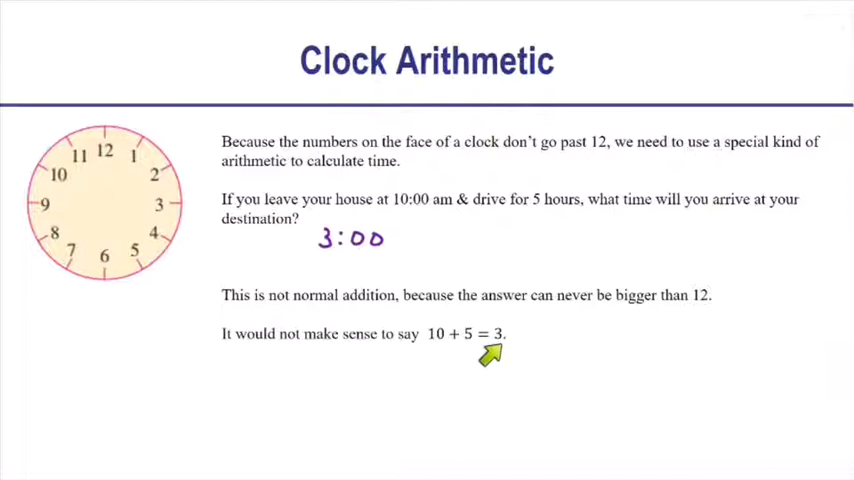 Clock Arithmetic
12
11
1
10
2
9
3
8
4
7
5
6
Because the numbers on the face of a clock don't go past 12, we need to use a special kind of
arithmetic to calculate time.
If you leave your house at 10:00 am & drive for 5 hours, what time will you arrive at your
destination?
3:00
This is not normal addition, because the answer can never be bigger than 12.
It would not make sense to say 10 + 5 = 3.